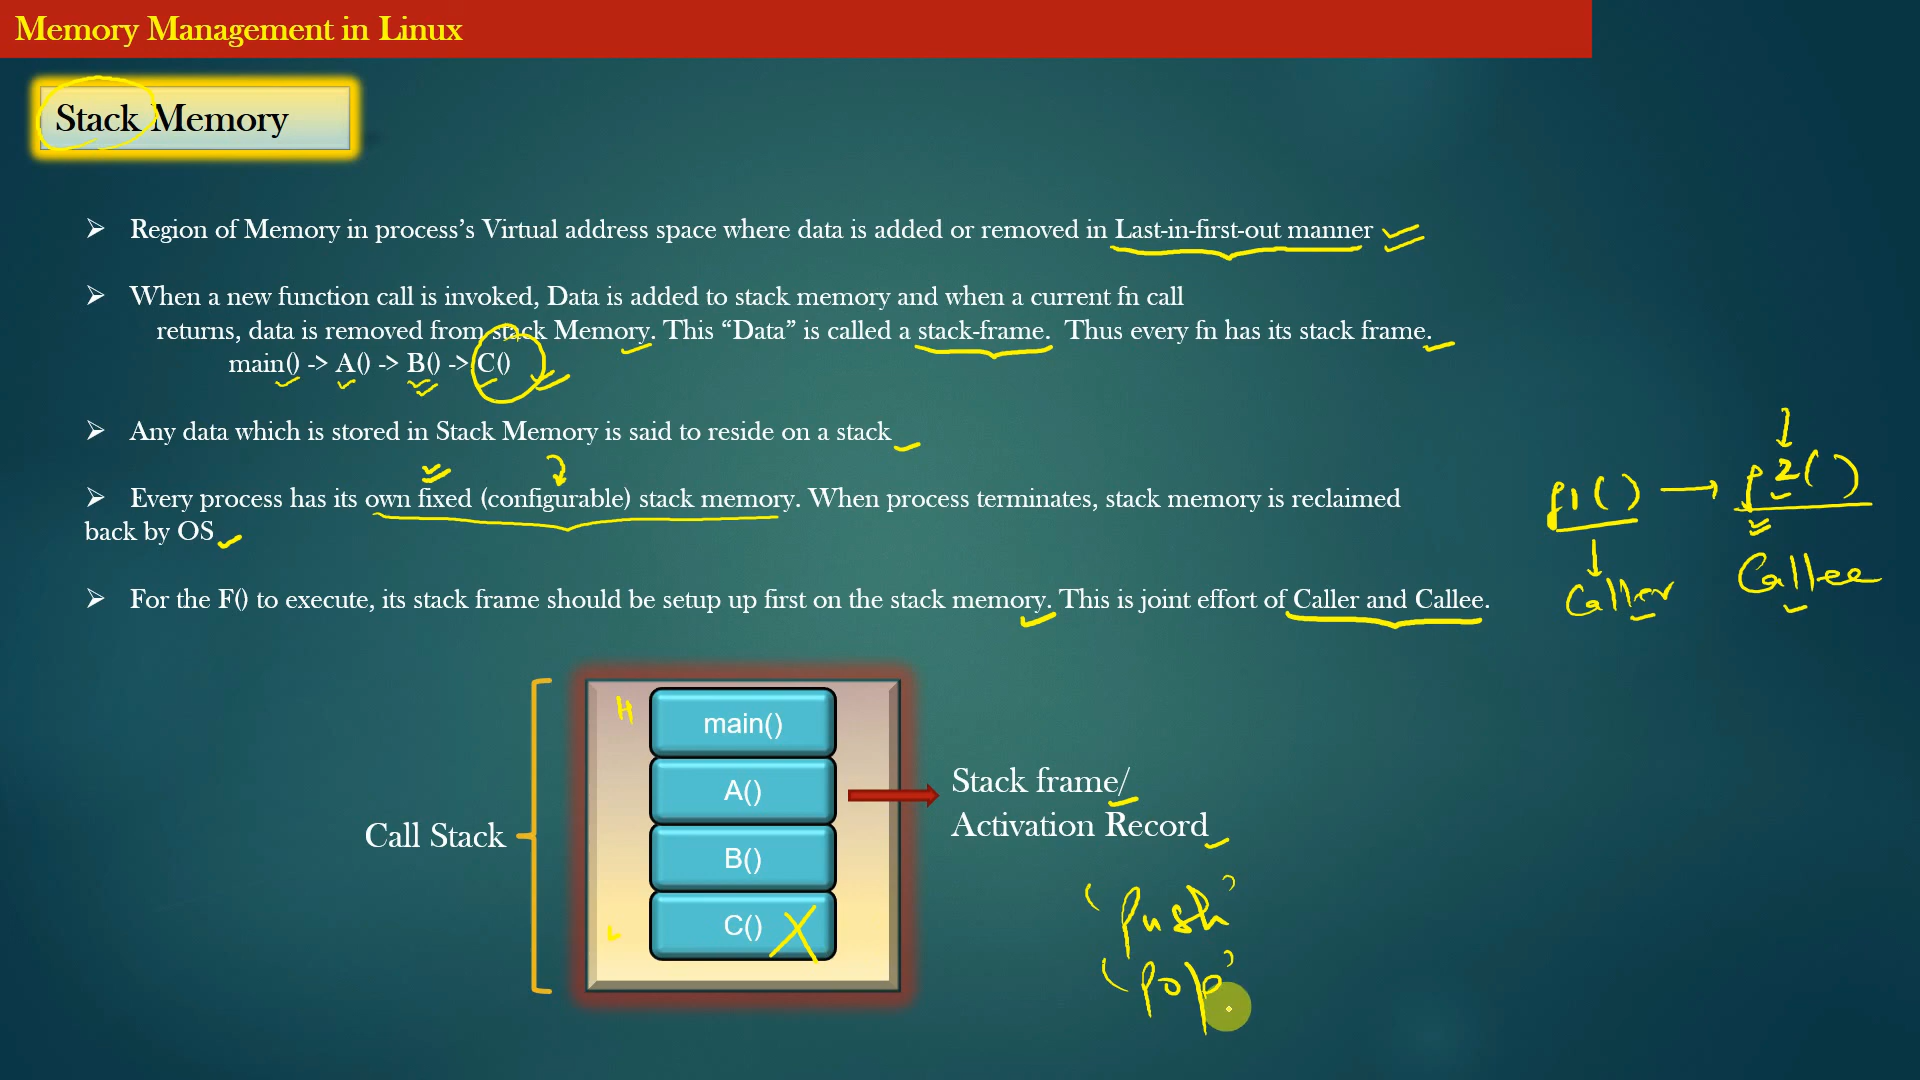 Memory Management in Linux
Stack Memory
➢ Region of Memory in process's Virtual address space where data is added or removed in Last-in-first-out manner
➢ When a new function call is invoked, Data is added to stack memory and when a current fn call
returns, data is removed from stack Memory. This “Data” is called a stack-frame. Thus every fn has its stack frame.
main() -> A() -> B() -> C()
➢ Any data which is stored in Stack Memory is said to reside on a stack
➢ Every process has its own fixed (configurable) stack memory. When process terminates, stack memory is reclaimed
back by OS
➢ For the F() to execute, its stack frame should be setup up first on the stack memory. This is joint effort of Caller and Callee.
f1() → f2()
Caller
Callee
H
main()
A()
B()
L
C()
Call Stack
Stack frame/
Activation Record
‘Push’
‘Pop’